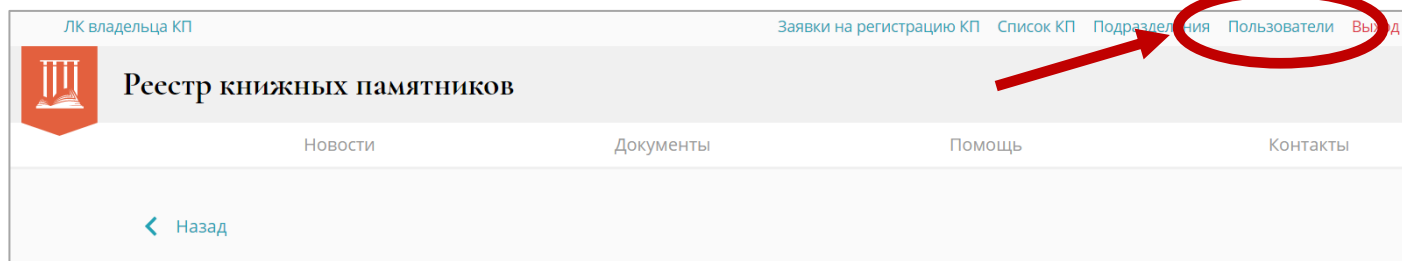 ЛК владельца КП Заявки на регистрацию КП Список КП Подразделения Пользователи Выход
Реестр книжных памятников
Новости Документы Помощь Контакты
Назад